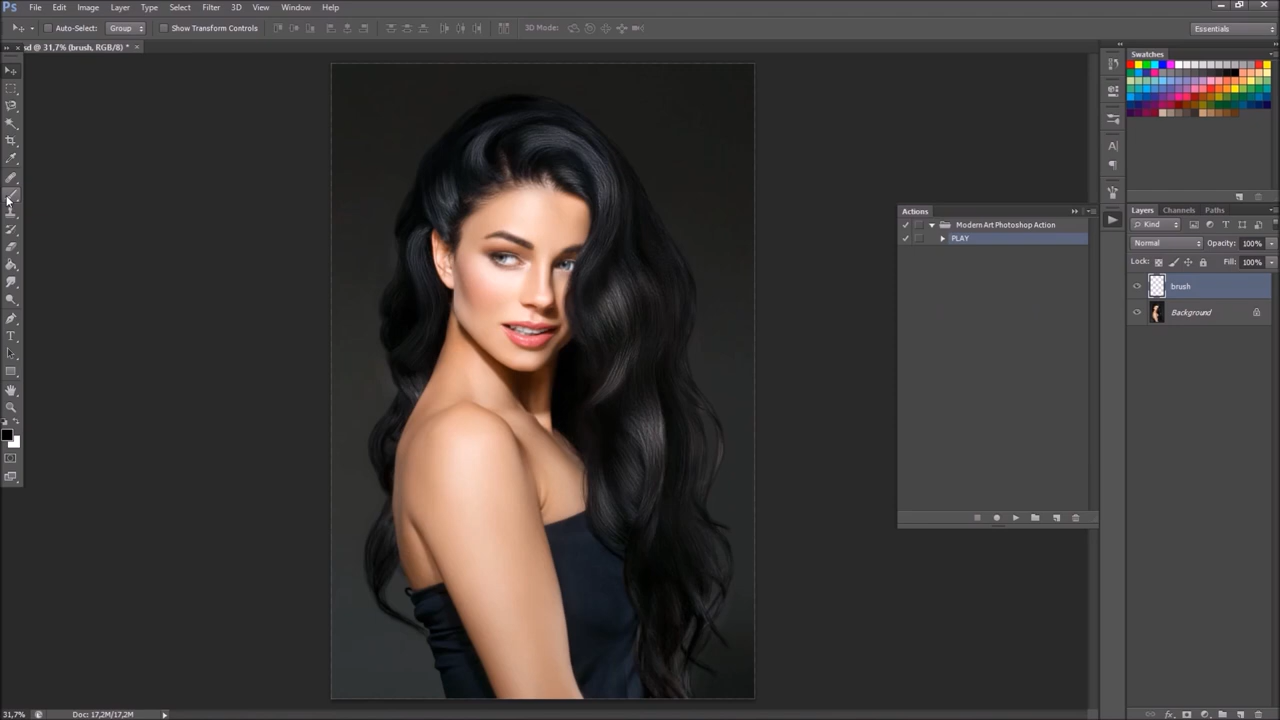 Ps File Edit Image Layer Type Select Filter 3D View Window Help
Auto-Select: Group Show Transform Controls 3D Mode: Essentials
sd @ 31,7% (brush, RGB/8) * ×
Swatches
Actions
Modern Art Photoshop Action
PLAY
Layers Channels Paths
Kind
Normal Opacity: 100%
Lock: Fill: 100%
brush
Background
31,7% Doc: 17,2M/17,2M